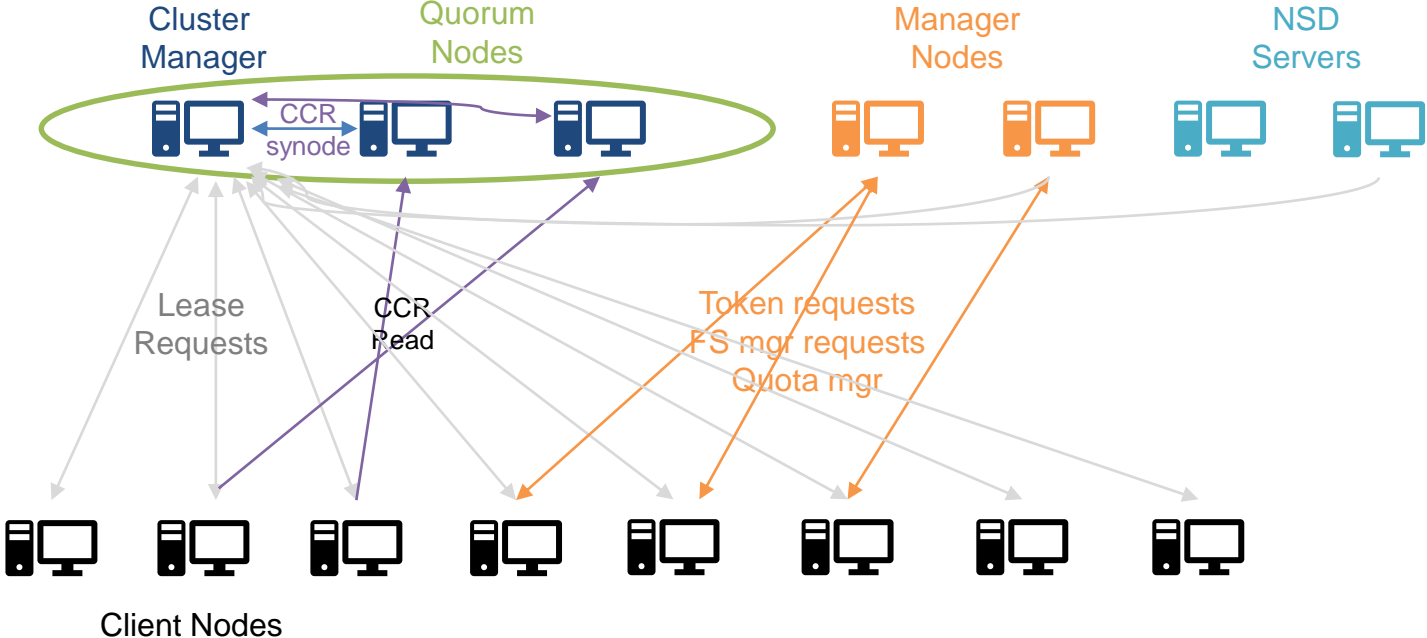 Cluster
Manager
Quorum
Nodes
Manager
Nodes
NSD
Servers
CCR
synode
Lease
Requests
CCR
Read
Token requests
FS mgr requests
Quota mgr
Client Nodes